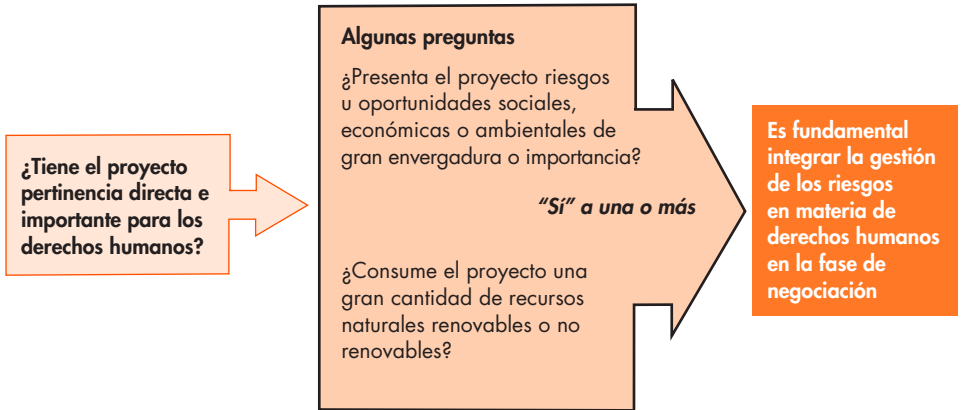 ¿Tiene el proyecto
pertinencia directa e
importante para los
derechos humanos?
Algunas preguntas
¿Presenta el proyecto riesgos
u oportunidades sociales,
económicas o ambientales de
gran envergadura o importancia?
“Sí” a una o más
¿Consume el proyecto una
gran cantidad de recursos
naturales renovables o no
renovables?
Es fundamental
integrar la gestión
de los riesgos
en materia de
derechos humanos
en la fase de
negociación